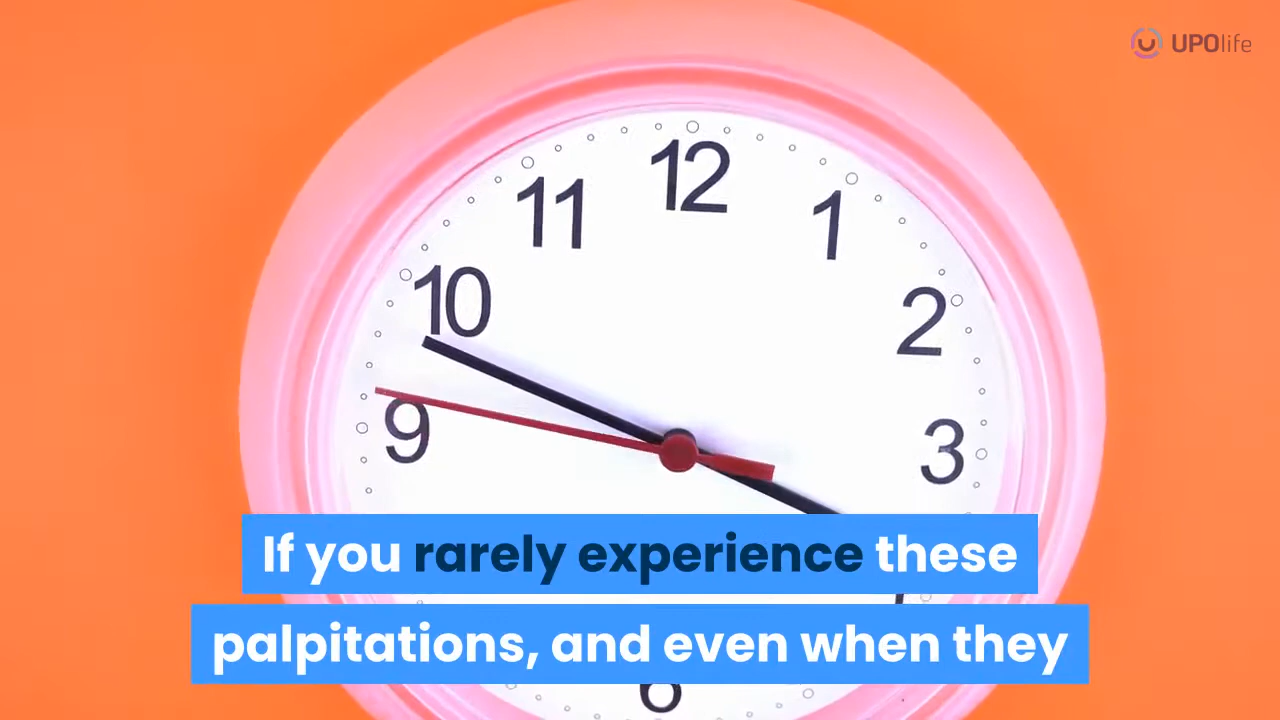 UPOlife
12
11
1
10
2
9
3
If you rarely experience these
palpitations, and even when they
6